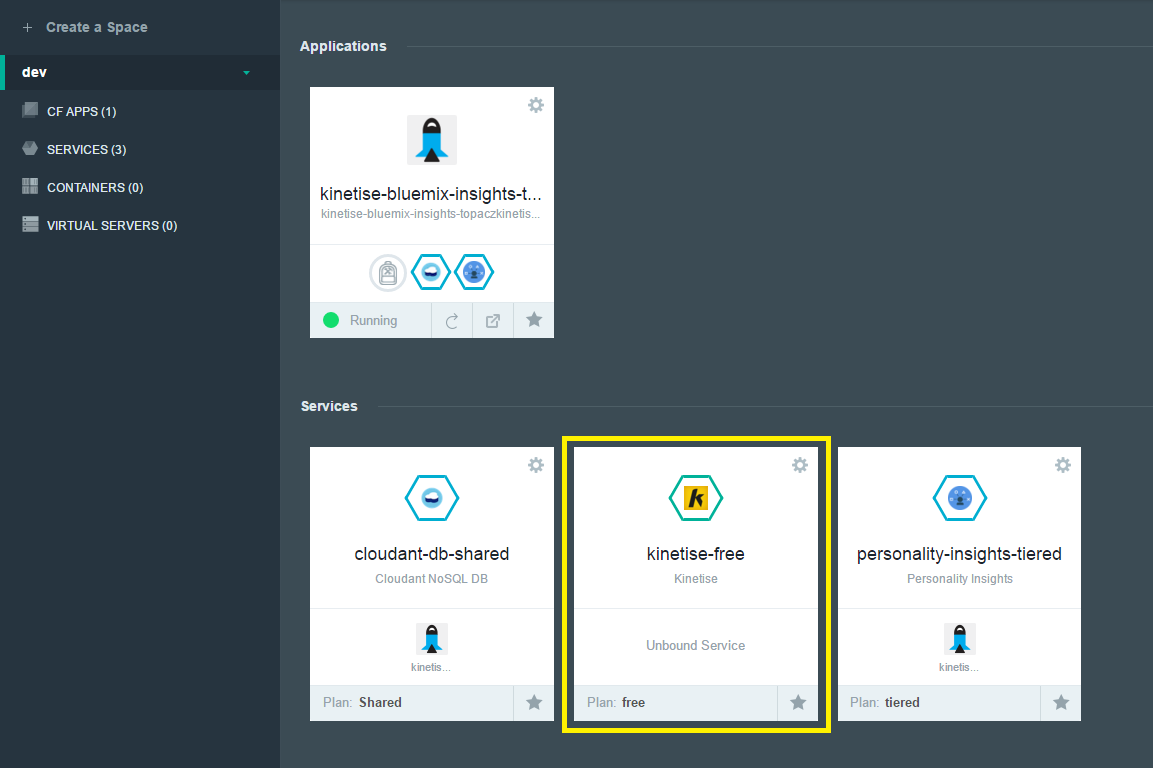 + Create a Space
dev
CF APPS (1)
SERVICES (3)
CONTAINERS (0)
VIRTUAL SERVERS (0)
Applications
kinetise-bluemix-insights-t...
kinetise-bluemix-insights-topaczkinetis...
Running
Services
cloudant-db-shared
Cloudant NoSQL DB
kinetis...
Plan: Shared
k
kinetise-free
Kinetise
Unbound Service
Plan: free
personality-insights-tiered
Personality Insights
kinetis...
Plan: tiered